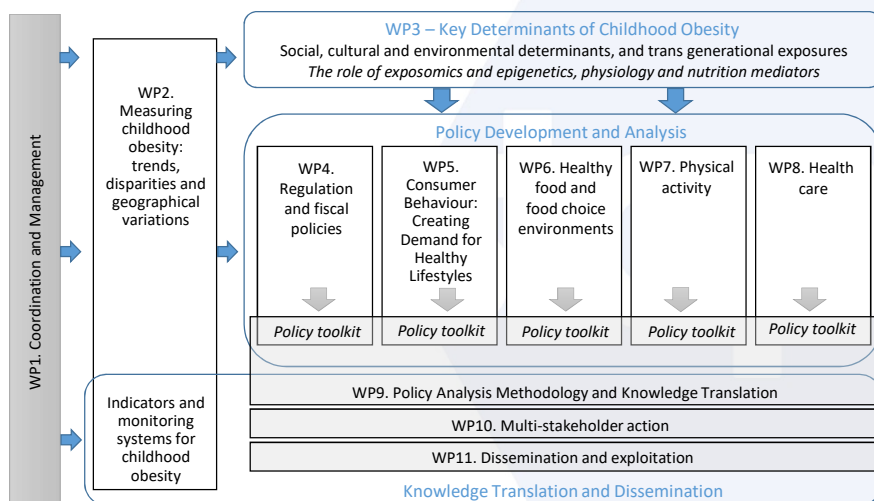 WP1. Coordination and Management
WP2.
Measuring
childhood
obesity:
trends,
disparities and
geographical
variations
Indicators and
monitoring
systems for
childhood
obesity
WP3 – Key Determinants of Childhood Obesity
Social, cultural and environmental determinants, and trans generational exposures
The role of exposomics and epigenetics, physiology and nutrition mediators
Policy Development and Analysis
WP4.
Regulation
and fiscal
policies
Policy toolkit
WP5.
Consumer
Behaviour:
Creating
Demand for
Healthy
Lifestyles
Policy toolkit
WP6. Healthy
food and
food choice
environments
Policy toolkit
WP7. Physical
activity
Policy toolkit
WP8. Health
care
Policy toolkit
WP9. Policy Analysis Methodology and Knowledge Translation
WP10. Multi-stakeholder action
WP11. Dissemination and exploitation
Knowledge Translation and Dissemination